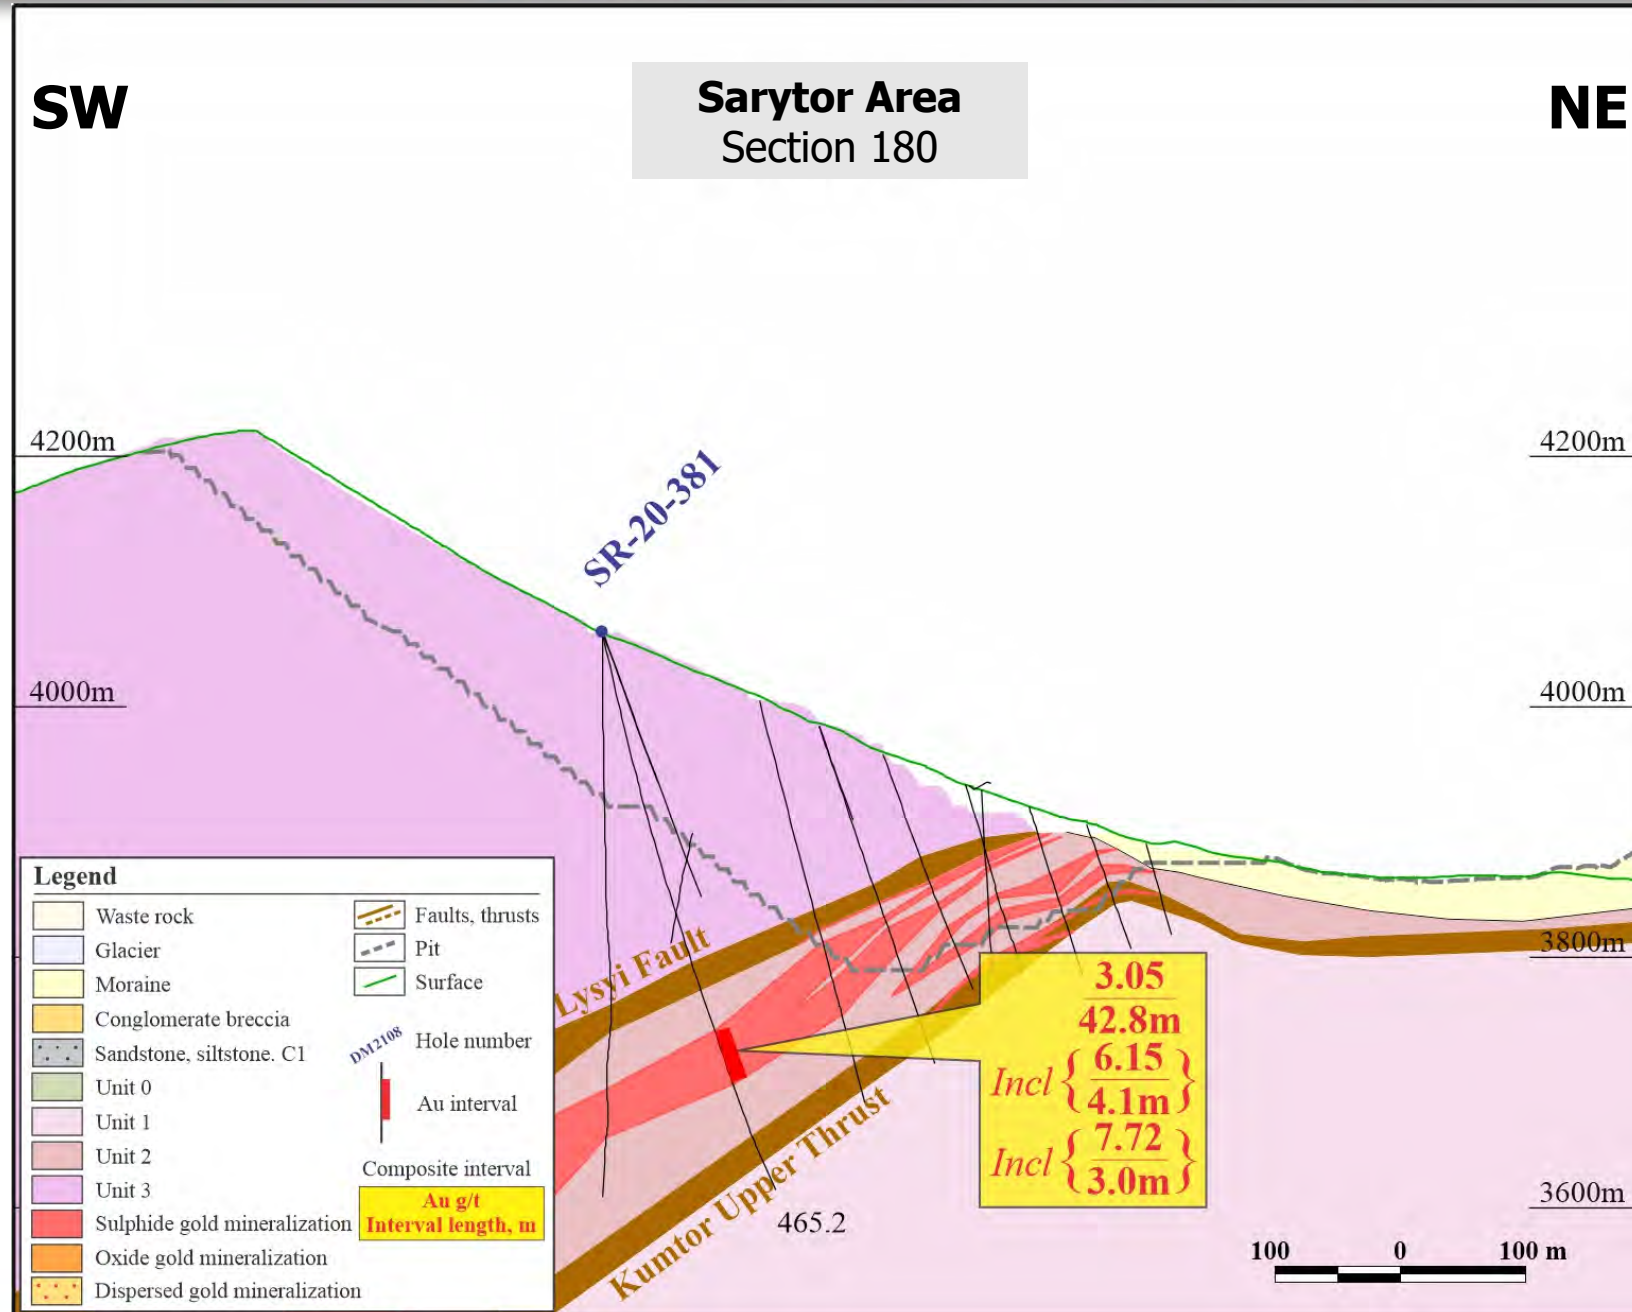 SW
Sarytor Area
Section 180
NE
4200m
4200m
SR-20-381
4000m
4000m
Legend
Waste rock
Glacier
Moraine
Conglomerate breccia
Sandstone, siltstone. C1
Unit 0
Unit 1
Unit 2
Unit 3
Sulphide gold mineralization
Oxide gold mineralization
Dispersed gold mineralization
Faults, thrusts
Pit
Surface
DM2108
Hole number
Au interval
Composite interval
Au g/t
Interval length, m
Lysyi Fault
Kumtor Upper Thrust
465.2
3.05
42.8m
Incl { 6.15 }
4.1m
Incl { 7.72 }
3.0m
3800m
3600m
100 0 100 m